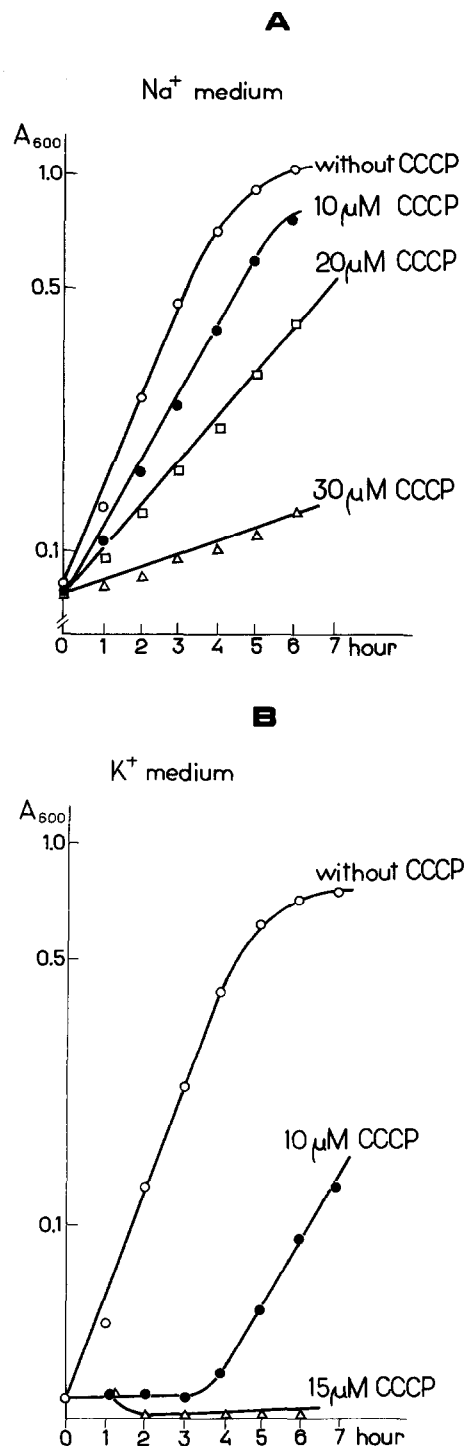 A
Na⁺ medium
A₆₀₀
1.0
0.5
0.1
without CCCP
10 μM CCCP
20 μM CCCP
30 μM CCCP
0 1 2 3 4 5 6 7 hour
B
K⁺ medium
A₆₀₀
1.0
0.5
0.1
without CCCP
10 μM CCCP
15 μM CCCP
0 1 2 3 4 5 6 7 hour